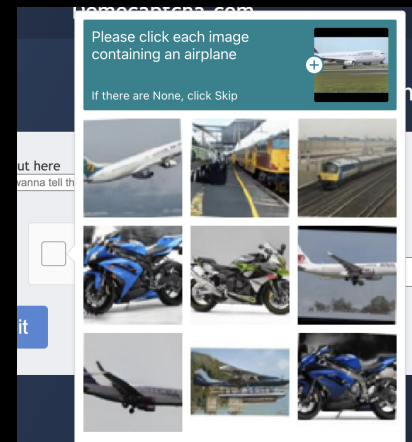 Please click each image
containing an airplane
If there are None, click Skip
ut here
wanna tell th
it